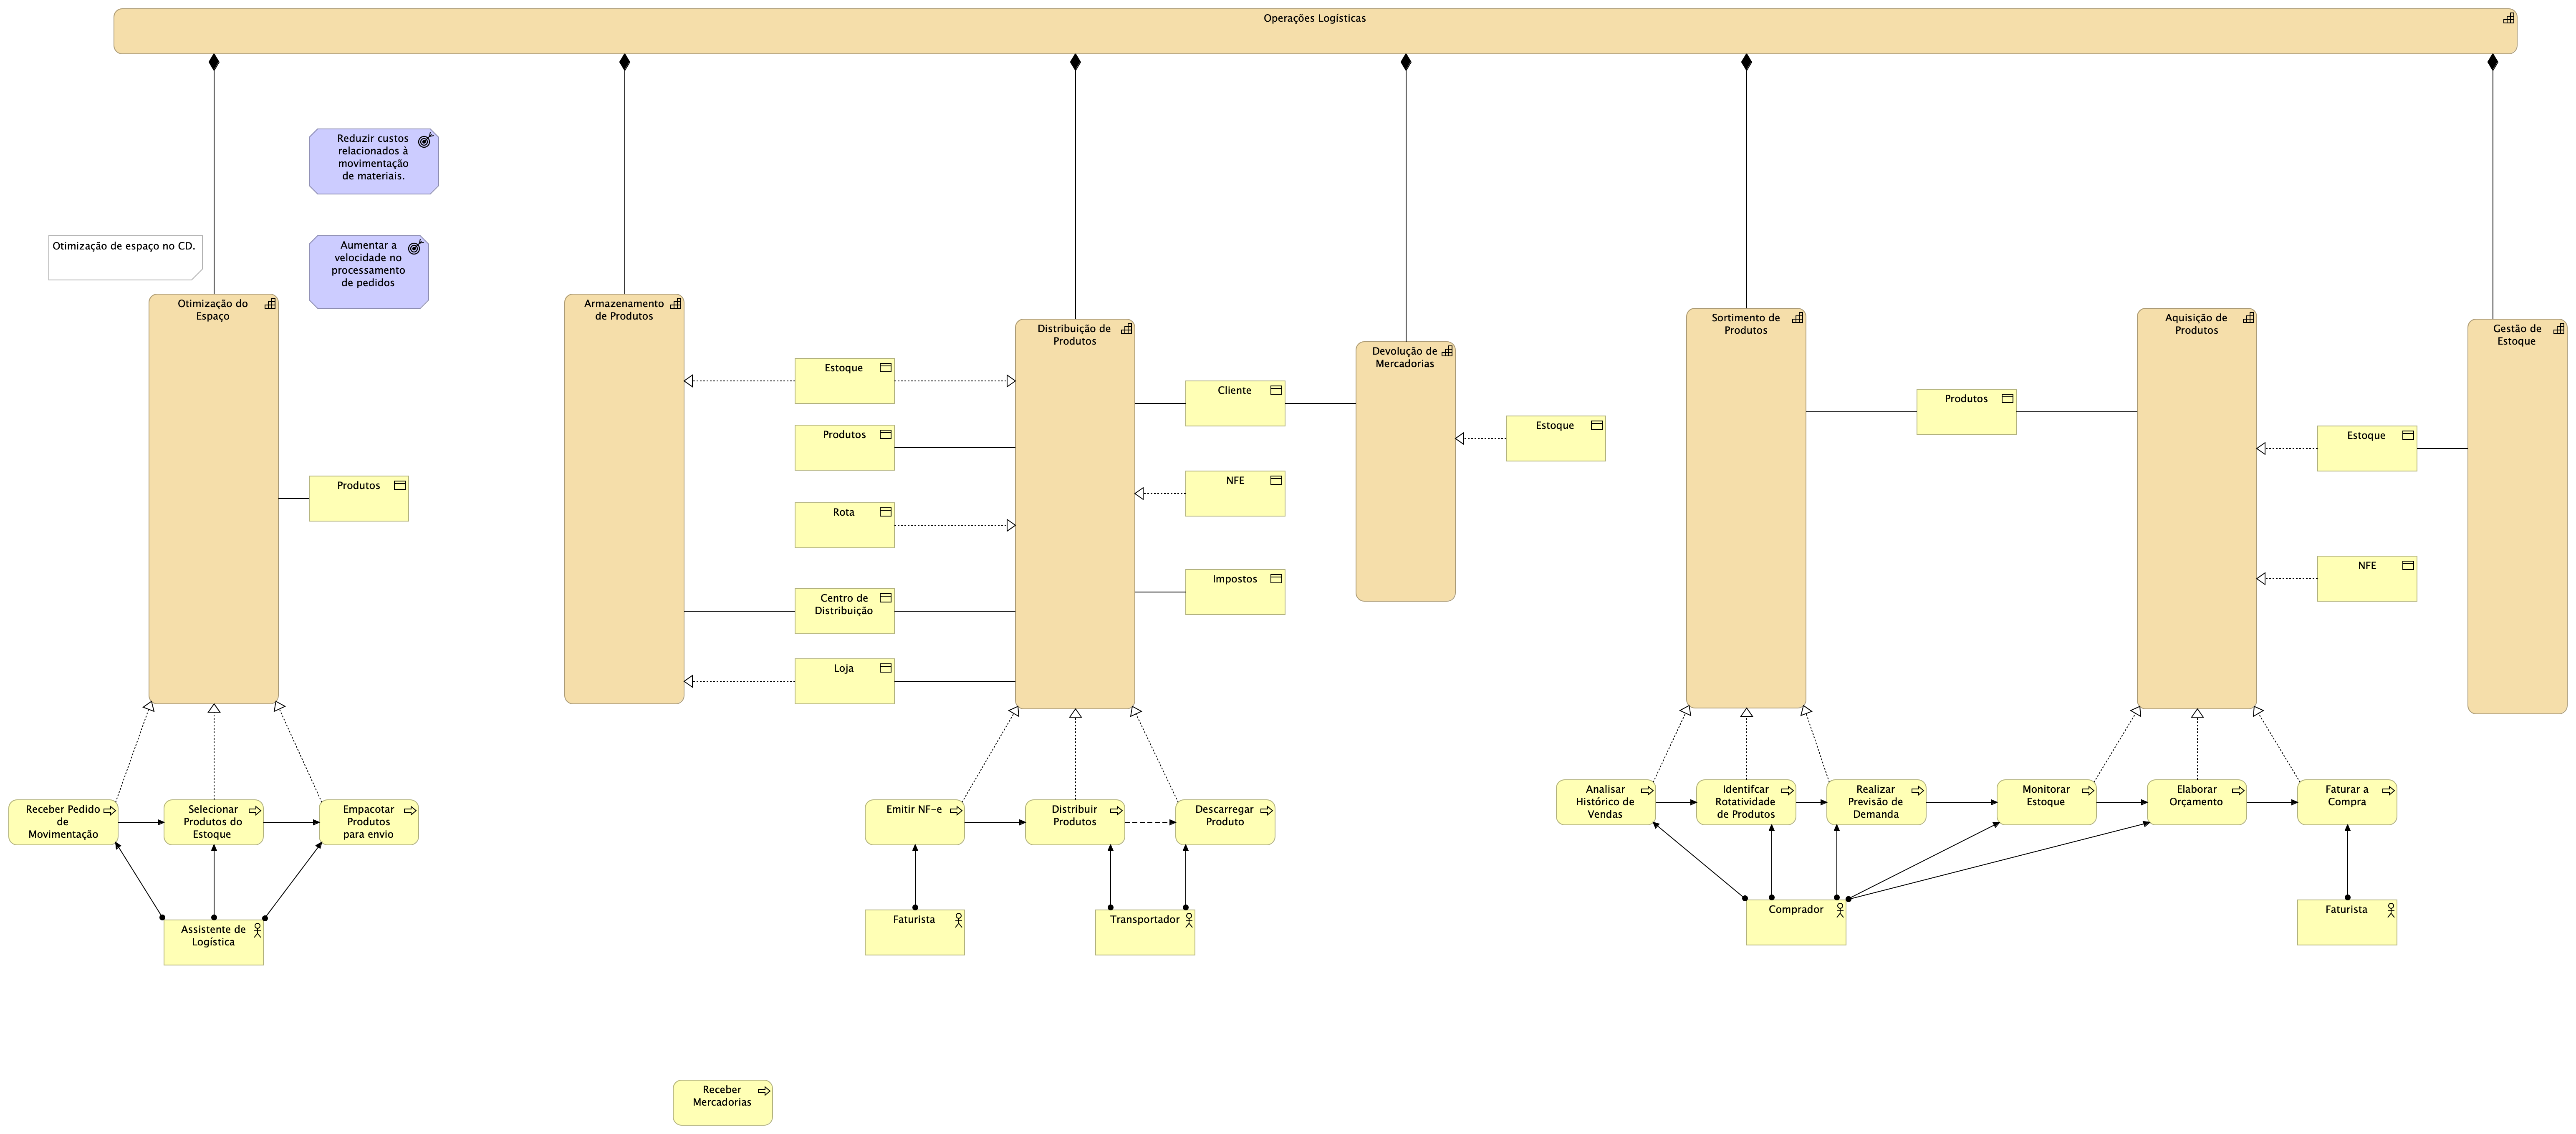 Operações Logísticas
Reduzir custos
relacionados à
movimentação
de materiais.
Otimização de espaço no CD.
Aumentar a
velocidade no
processamento
de pedidos
Otimização do
Espaço
Armazenamento
de Produtos
Distribuição de
Produtos
Devolução de
Mercadorias
Sortimento de
Produtos
Aquisição de
Produtos
Gestão de
Estoque
Estoque
Cliente
Produtos
Estoque
Produtos
Estoque
Produtos
NFE
Rota
NFE
Centro de
Distribuição
Impostos
Loja
Receber Pedido
de
Movimentação
Selecionar
Produtos do
Estoque
Empacotar
Produtos
para envio
Emitir NF-e
Distribuir
Produtos
Descarregar
Produto
Analisar
Histórico de
Vendas
Identifcar
Rotatividade
de Produtos
Realizar
Previsão de
Demanda
Monitorar
Estoque
Elaborar
Orçamento
Faturar a
Compra
Assistente de
Logística
Faturista
Transportador
Comprador
Faturista
Receber
Mercadorias